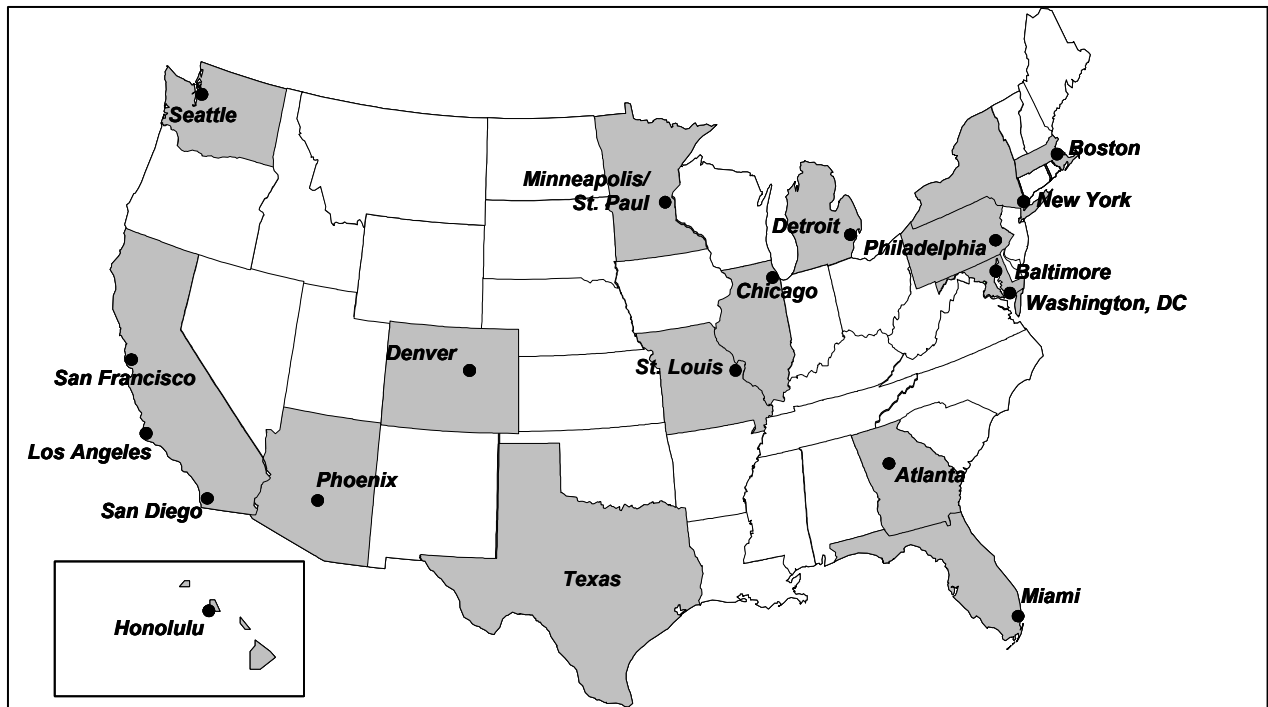 Seattle
Boston
Minneapolis/
St. Paul
New York
Detroit
Philadelphia
Baltimore
Chicago
Washington, DC
Denver
St. Louis
San Francisco
Los Angeles
Phoenix
Atlanta
San Diego
Texas
Miami
Honolulu